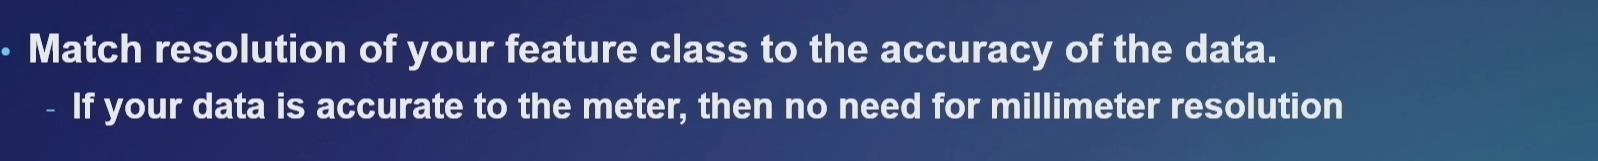 • Match resolution of your feature class to the accuracy of the data.
- If your data is accurate to the meter, then no need for millimeter resolution